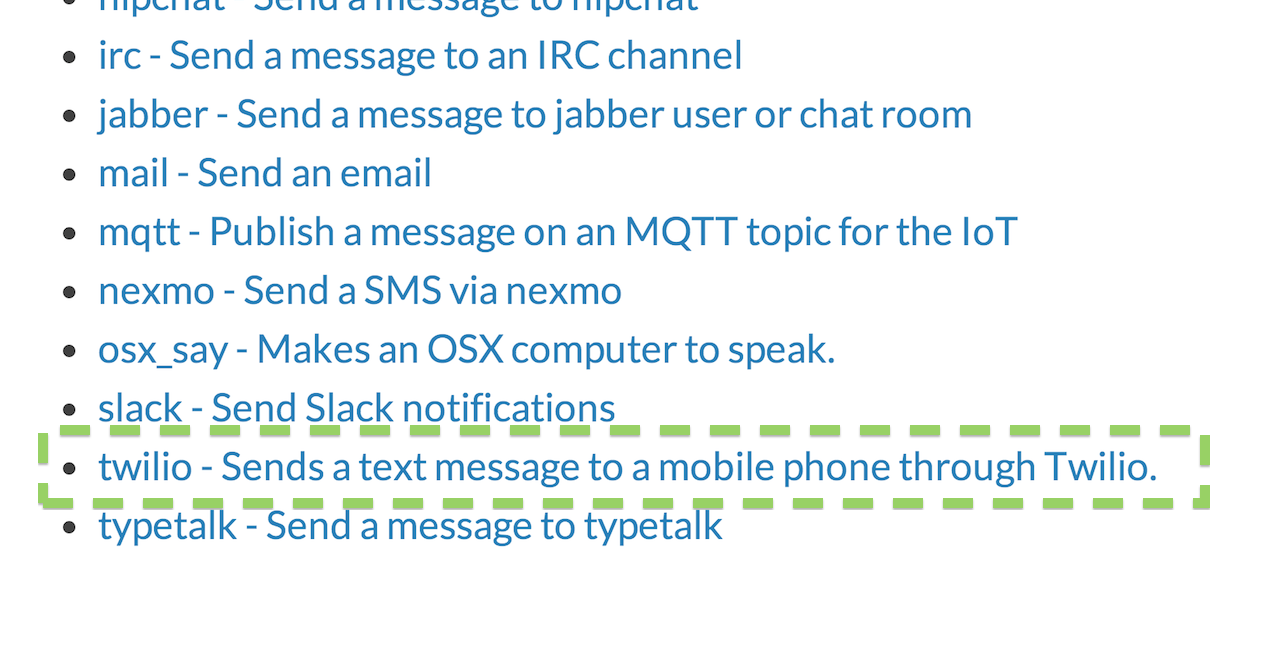 hipchat - Send a message to hipchat
irc - Send a message to an IRC channel
jabber - Send a message to jabber user or chat room
mail - Send an email
mqtt - Publish a message on an MQTT topic for the IoT
nexmo - Send a SMS via nexmo
osx_say - Makes an OSX computer to speak.
slack - Send Slack notifications
twilio - Sends a text message to a mobile phone through Twilio.
typetalk - Send a message to typetalk